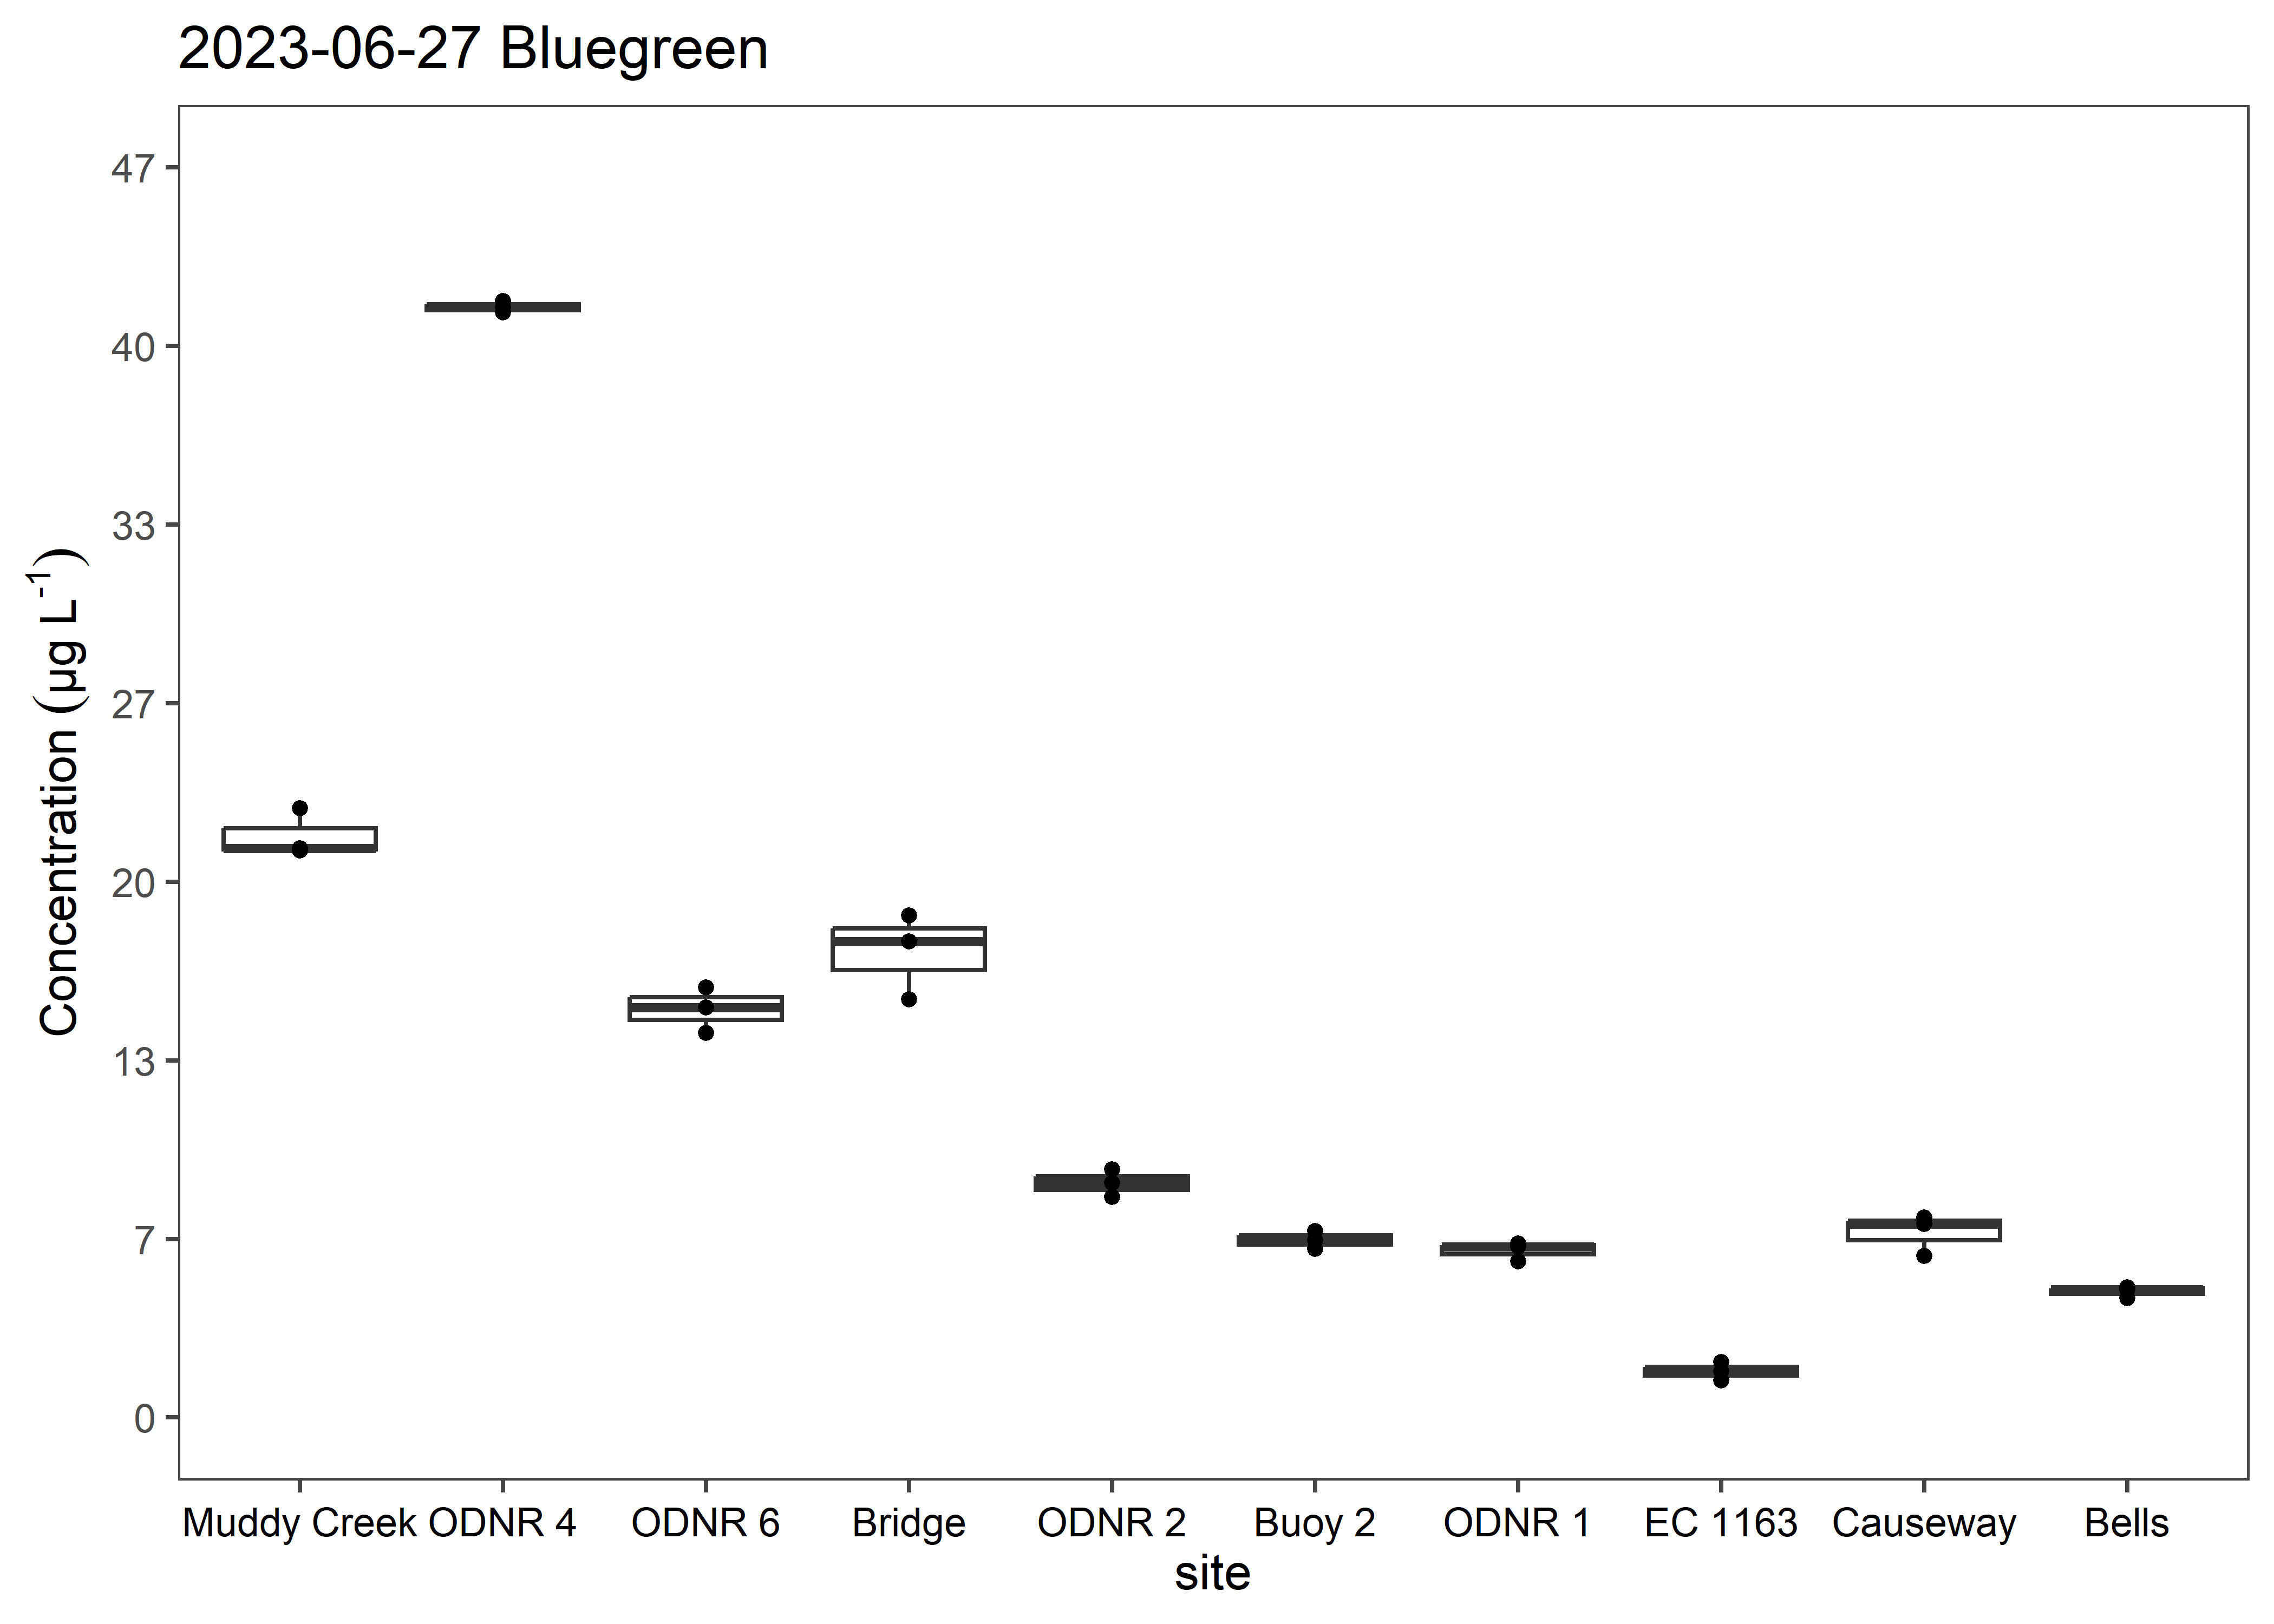 2023-06-27 Bluegreen
Concentration (µg L⁻¹)
47
40
33
27
20
13
7
0
Muddy Creek ODNR 4 ODNR 6 Bridge ODNR 2 Buoy 2 ODNR 1 EC 1163 Causeway Bells
site